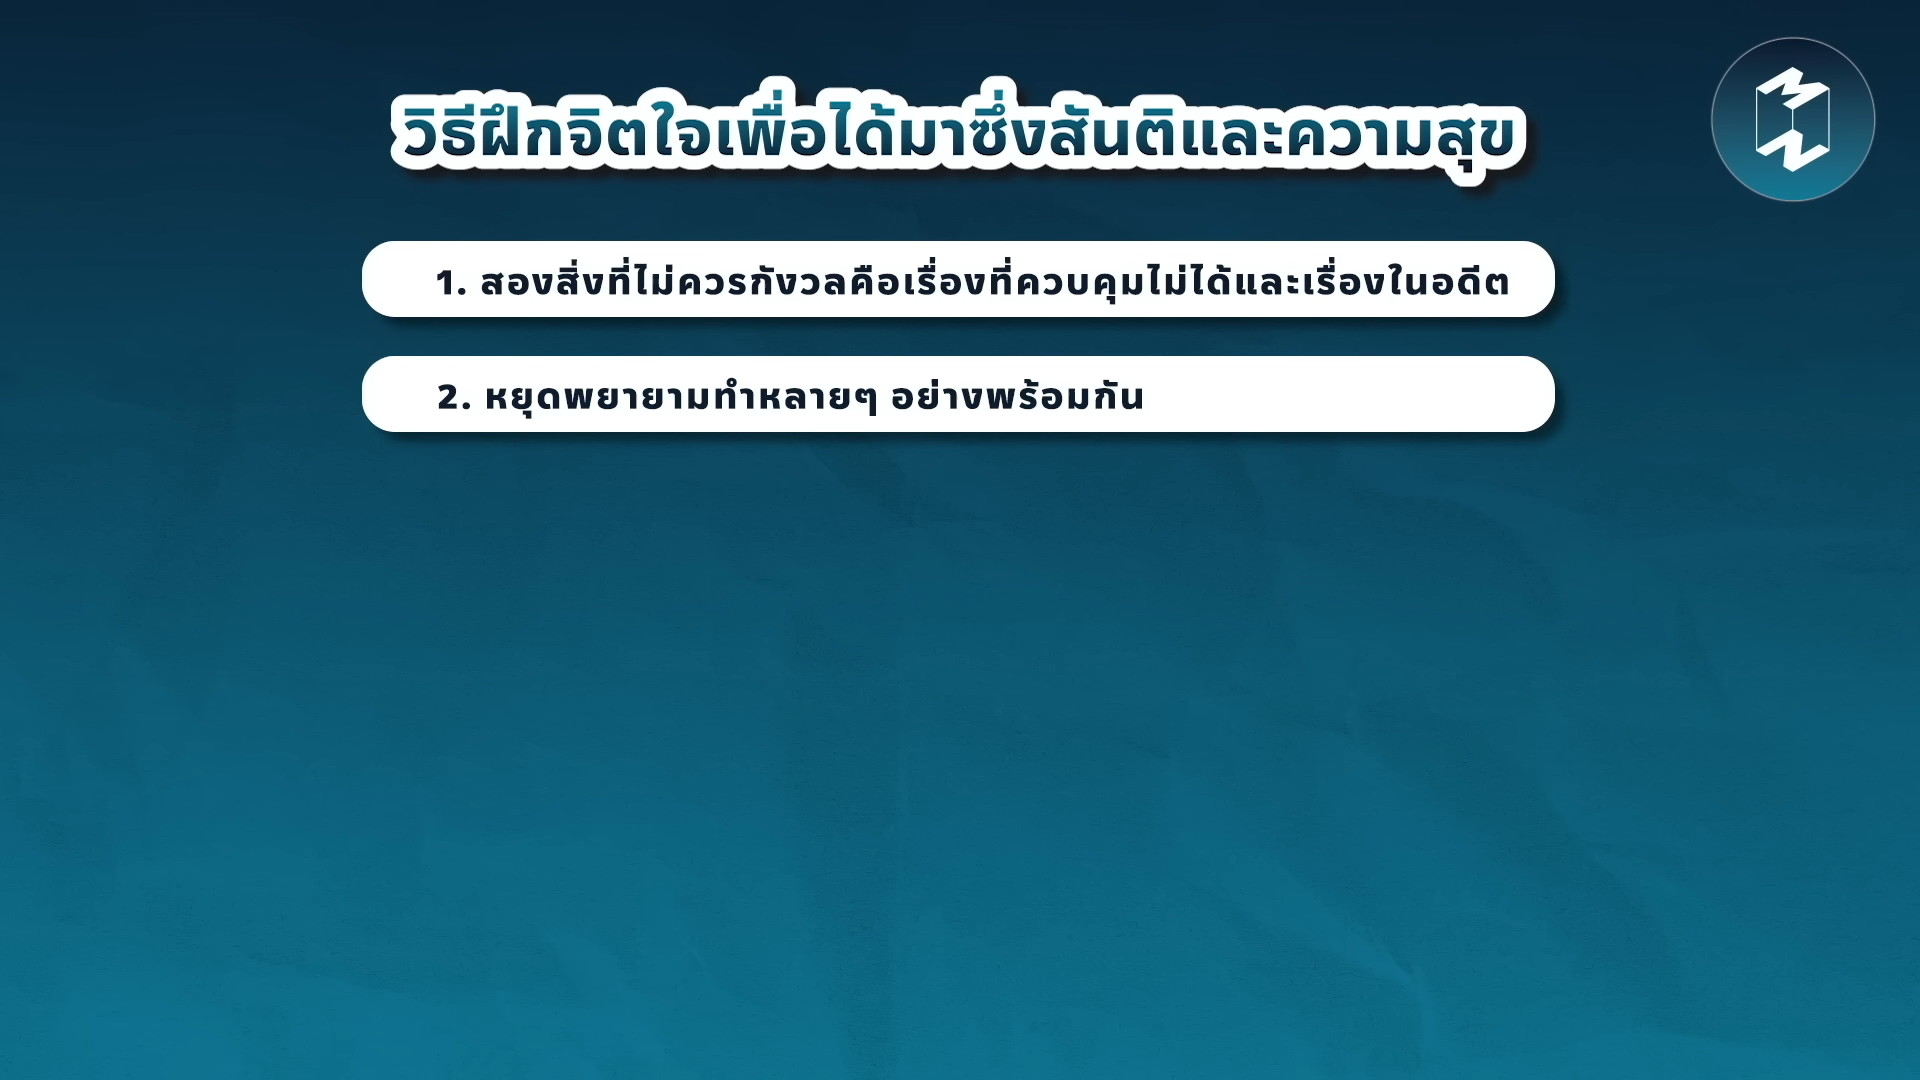 วิธีฝึกจิตใจเพื่อได้มาซึ่งสันติและความสุข
1. สองสิ่งที่ไม่ควรกังวลคือเรื่องที่ควบคุมไม่ได้และเรื่องในอดีต
2. หยุดพยายามทำหลายๆ อย่างพร้อมกัน